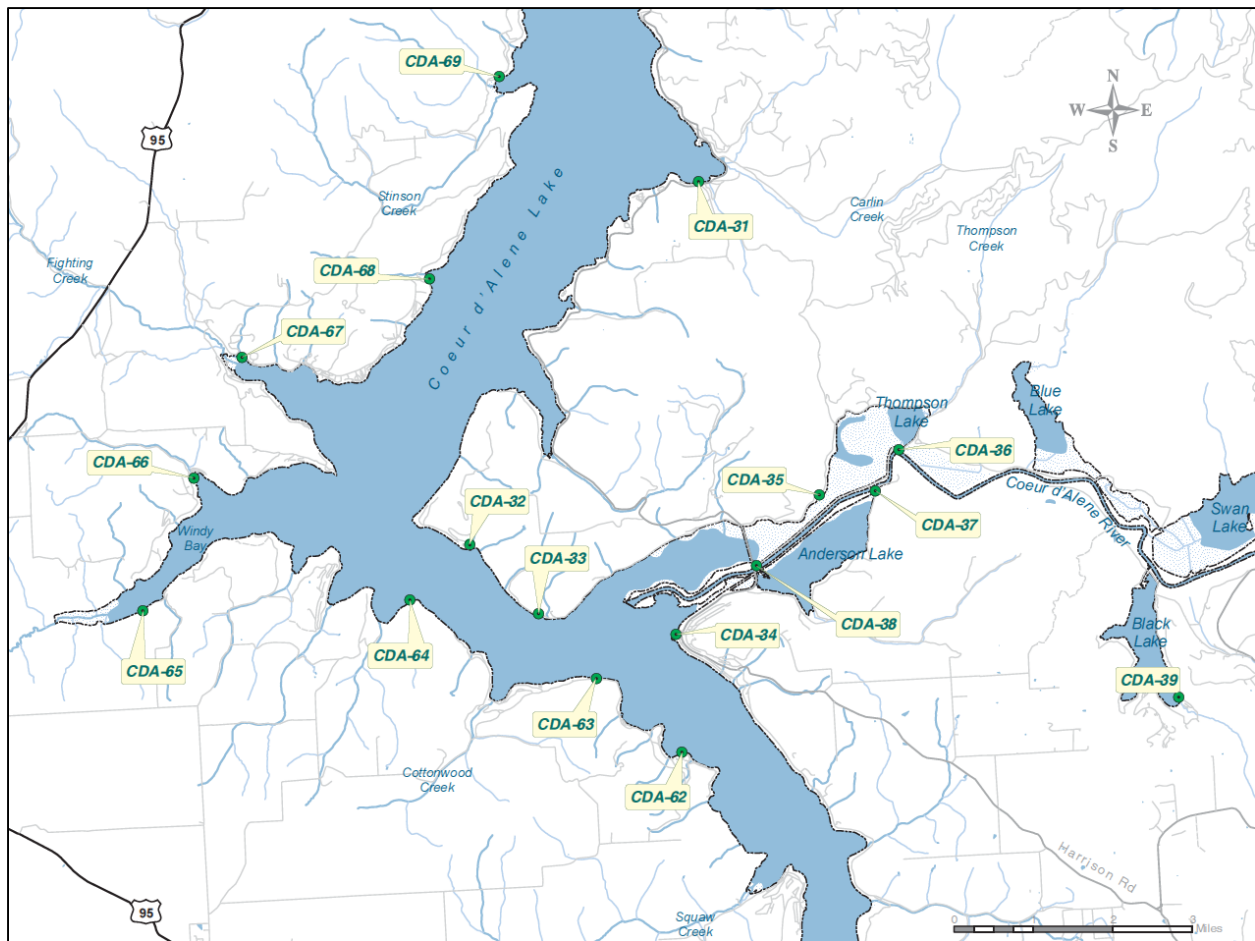 CDA-69
N
W
E
S
95
Stinson
Creek
Carlin
Creek
CDA-31
Thompson
Creek
Fighting
Creek
CDA-68
Coeur d'Alene Lake
CDA-67
Blue
Lake
Thompson
Lake
CDA-36
CDA-66
CDA-35
CDA-32
Coeur d'Alene River
CDA-37
Swan
Lake
Windy
Bay
CDA-33
Anderson Lake
CDA-38
CDA-34
Black
Lake
CDA-65
CDA-64
CDA-39
CDA-63
Cottonwood
Creek
CDA-62
Harrison Rd
95
Squaw
Creek
0
2
3
Miles